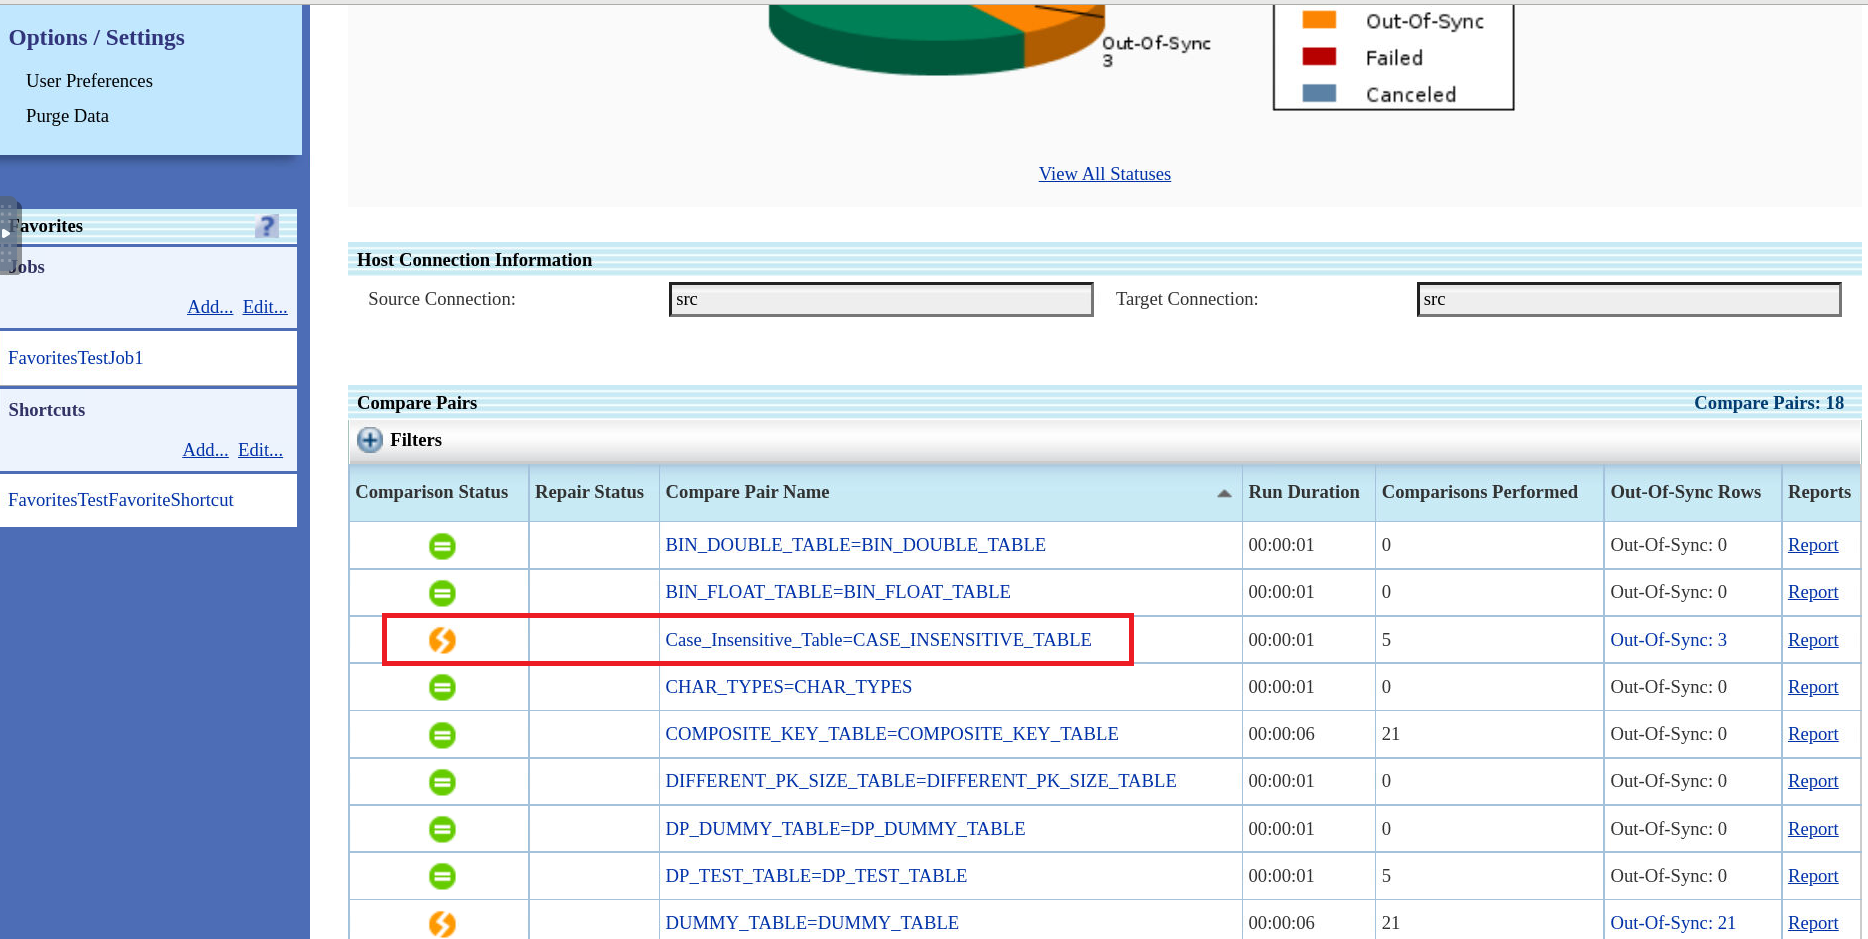 Options / Settings
User Preferences
Purge Data
Favorites
?
Jobs
Add... Edit...
FavoritesTestJob1
Shortcuts
Add... Edit...
FavoritesTestFavoriteShortcut
Out-Of-Sync
3
Out-Of-Sync
Failed
Canceled
View All Statuses
Host Connection Information
Source Connection: src Target Connection: src
Compare Pairs Compare Pairs: 18
Filters
Comparison Status Repair Status Compare Pair Name Run Duration Comparisons Performed Out-Of-Sync Rows Reports
BIN_DOUBLE_TABLE=BIN_DOUBLE_TABLE 00:00:01 0 Out-Of-Sync: 0 Report
BIN_FLOAT_TABLE=BIN_FLOAT_TABLE 00:00:01 0 Out-Of-Sync: 0 Report
Case_Insensitive_Table=CASE_INSENSITIVE_TABLE 00:00:01 5 Out-Of-Sync: 3 Report
CHAR_TYPES=CHAR_TYPES 00:00:01 0 Out-Of-Sync: 0 Report
COMPOSITE_KEY_TABLE=COMPOSITE_KEY_TABLE 00:00:06 21 Out-Of-Sync: 0 Report
DIFFERENT_PK_SIZE_TABLE=DIFFERENT_PK_SIZE_TABLE 00:00:01 0 Out-Of-Sync: 0 Report
DP_DUMMY_TABLE=DP_DUMMY_TABLE 00:00:01 0 Out-Of-Sync: 0 Report
DP_TEST_TABLE=DP_TEST_TABLE 00:00:01 5 Out-Of-Sync: 0 Report
DUMMY_TABLE=DUMMY_TABLE 00:00:06 21 Out-Of-Sync: 21 Report